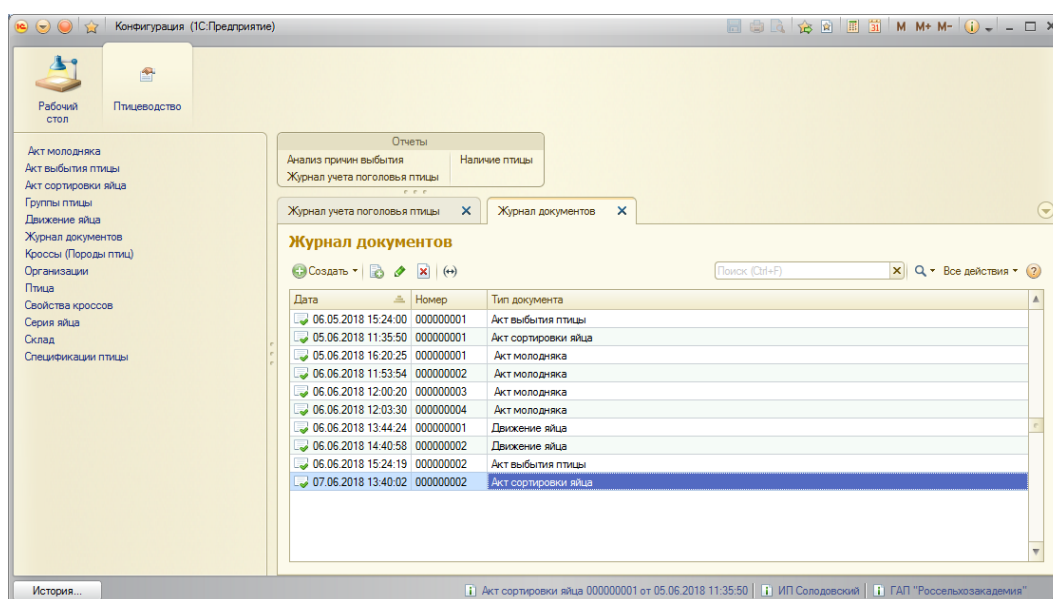 Конфигурация (1С:Предприятие)
M M+ M-
Рабочий стол
Птицеводство
Акт молодняка
Акт выбытия птицы
Акт сортировки яйца
Группы птицы
Движение яйца
Журнал документов
Кроссы (Породы птиц)
Организации
Птица
Свойства кроссов
Серия яйца
Склад
Спецификации птицы
Отчеты
Анализ причин выбытия Наличие птицы
Журнал учета поголовья птицы
Журнал учета поголовья птицы Журнал документов
Журнал документов
Создать Поиск (Ctrl+F) Все действия
Дата Номер Тип документа
06.05.2018 15:24:00 000000001 Акт выбытия птицы
05.06.2018 11:35:50 000000001 Акт сортировки яйца
05.06.2018 16:20:25 000000001 Акт молодняка
06.06.2018 11:53:54 000000002 Акт молодняка
06.06.2018 12:00:20 000000003 Акт молодняка
06.06.2018 12:03:30 000000004 Акт молодняка
06.06.2018 13:44:24 000000001 Движение яйца
06.06.2018 14:40:58 000000002 Движение яйца
06.06.2018 15:24:19 000000002 Акт выбытия птицы
07.06.2018 13:40:02 000000002 Акт сортировки яйца
История... Акт сортировки яйца 000000001 от 05.06.2018 11:35:50 ИП Солодовский ГАП "Россельхозакадемия"